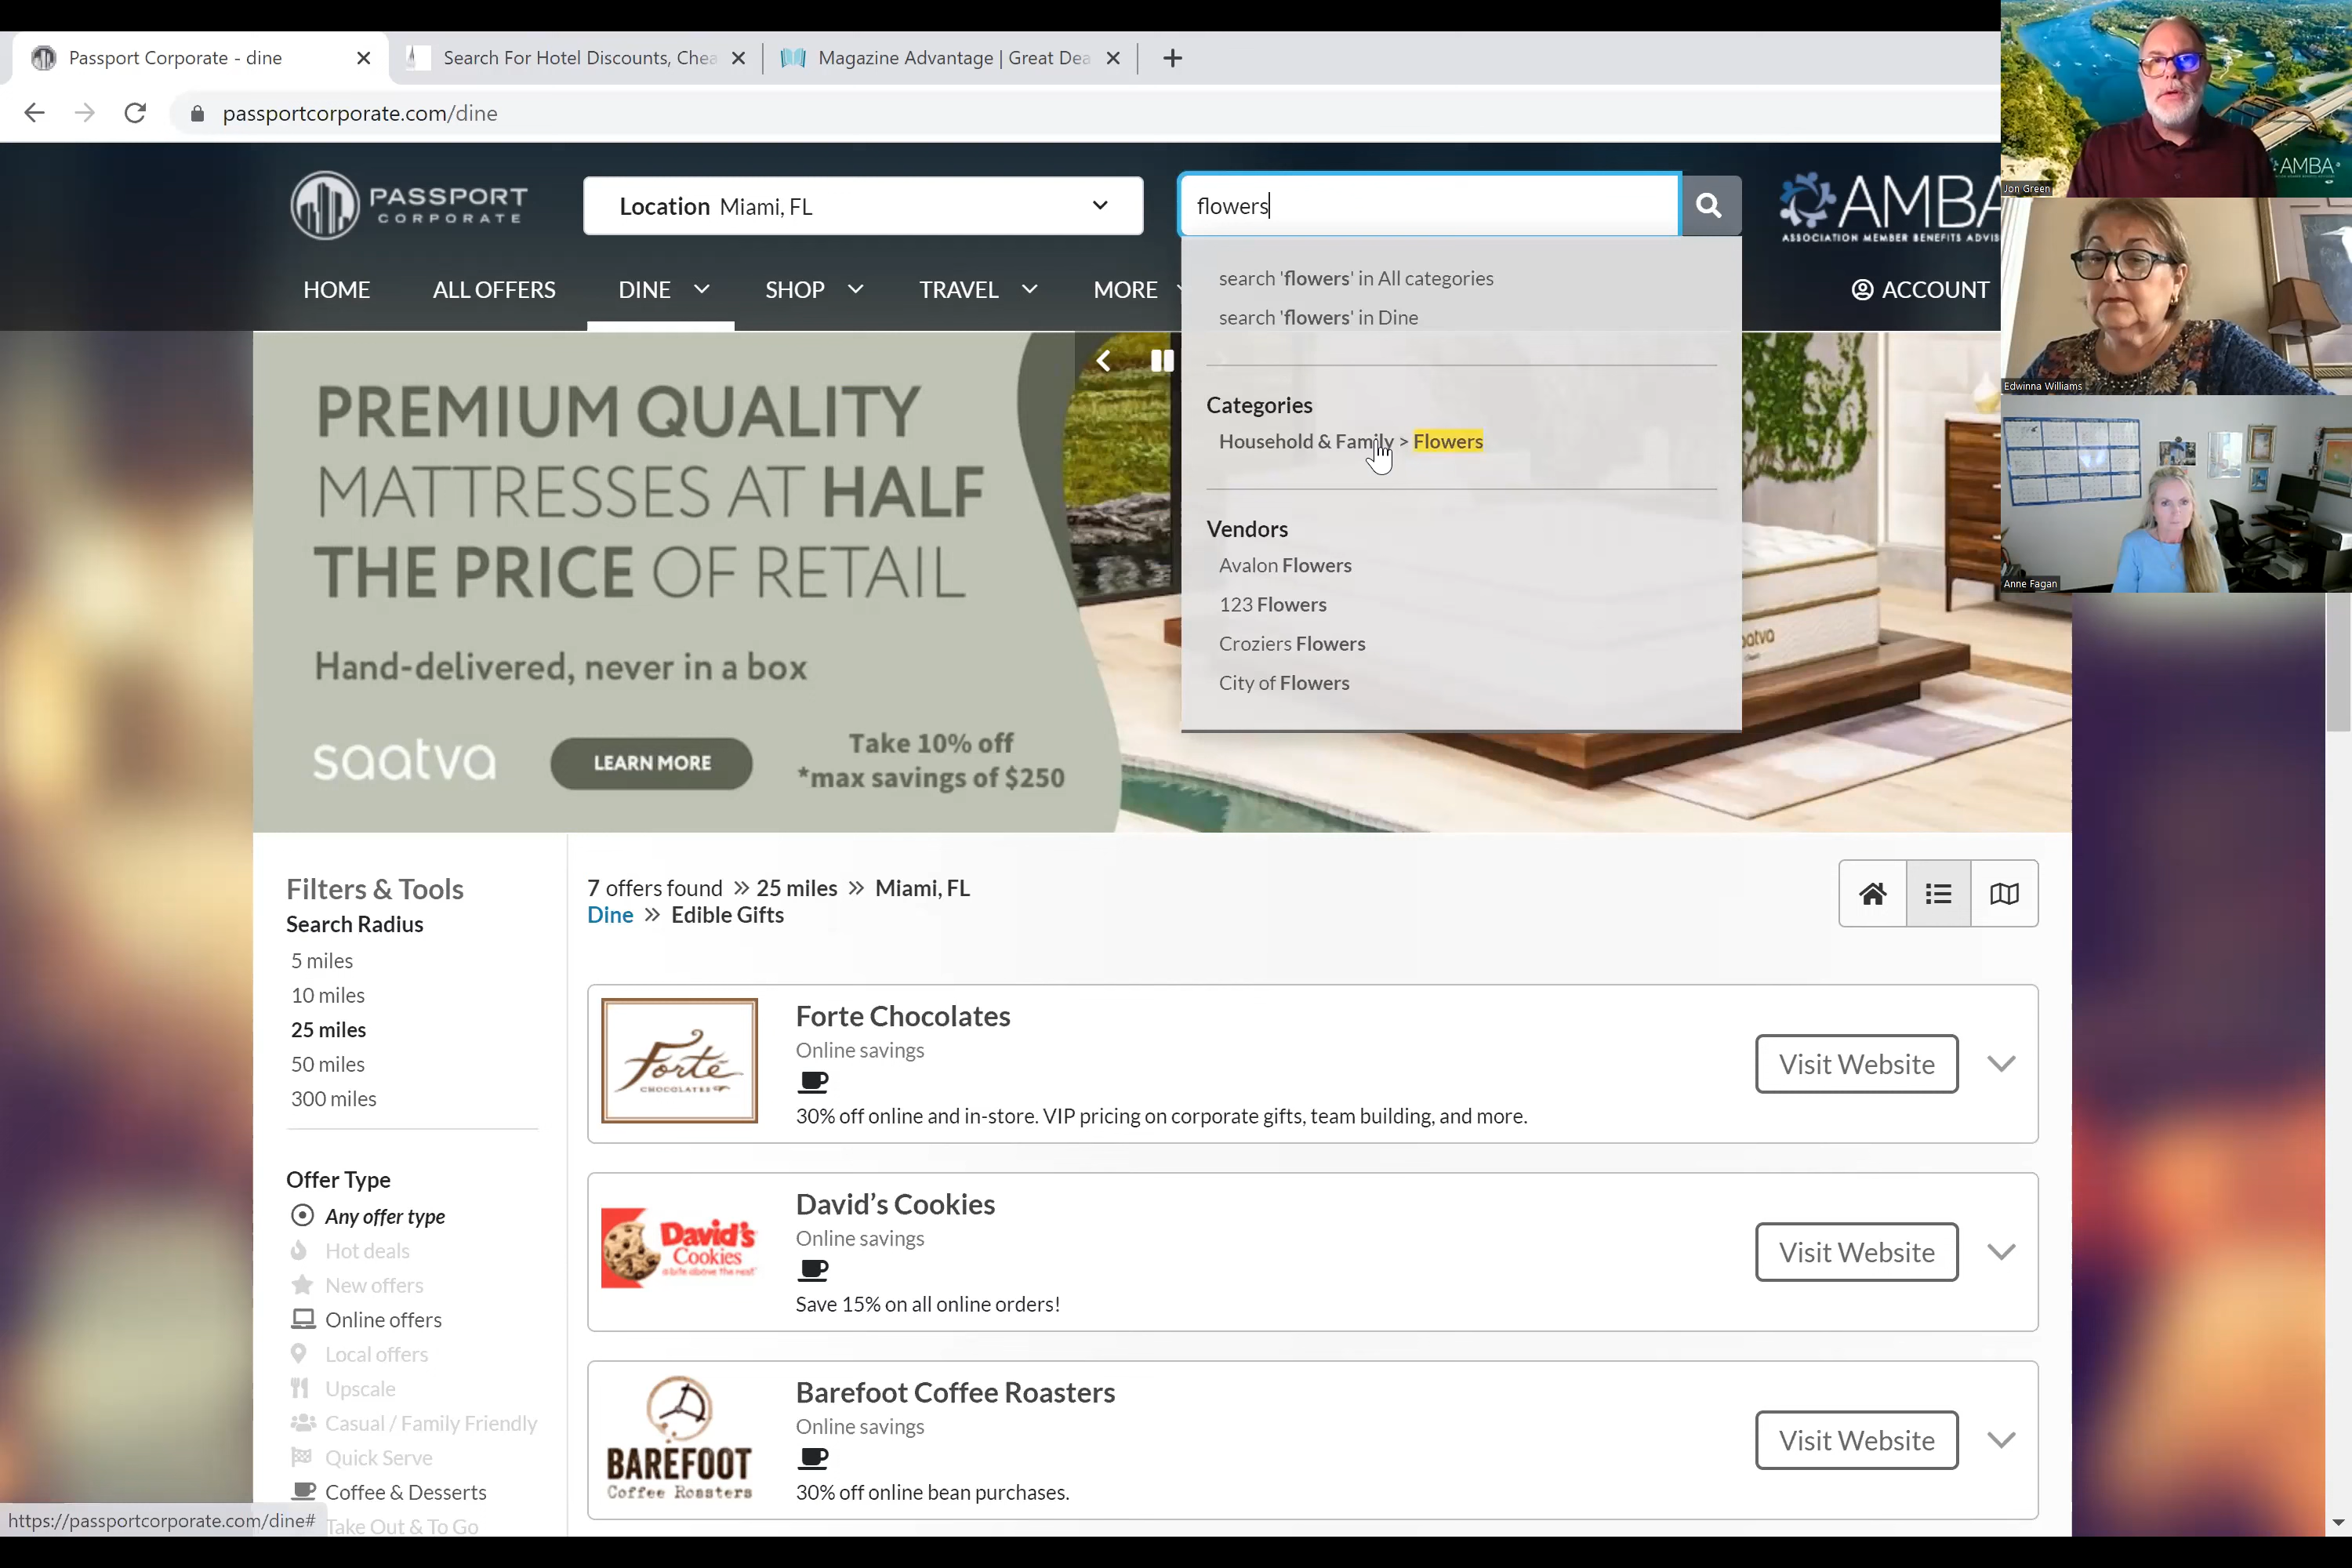 Passport Corporate - dine
Search For Hotel Discounts, Chea
Magazine Advantage | Great Dea
passportcorporate.com/dine
PASSPORT
CORPORATE
Location Miami, FL
flowers
AMBA
ASSOCIATION MEMBER BENEFITS ADVIS
HOME
ALL OFFERS
DINE
SHOP
TRAVEL
MORE
ACCOUNT
search 'flowers' in All categories
search 'flowers' in Dine
Categories
Household & Family > Flowers
Vendors
Avalon Flowers
123 Flowers
Croziers Flowers
City of Flowers
PREMIUM QUALITY
MATTRESSES AT HALF
THE PRICE OF RETAIL
Hand-delivered, never in a box
saatva
LEARN MORE
Take 10% off
*max savings of $250
AMBA
Jon Green
Edwinna Williams
Anne Fagan
Filters & Tools
Search Radius
5 miles
10 miles
25 miles
50 miles
300 miles
Offer Type
Any offer type
Hot deals
New offers
Online offers
Local offers
Upscale
Casual / Family Friendly
Quick Serve
Coffee & Desserts
Take Out & To Go
7 offers found » 25 miles » Miami, FL
Dine » Edible Gifts
Forté
CHOCOLATES
Forte Chocolates
Online savings
30% off online and in-store. VIP pricing on corporate gifts, team building, and more.
Visit Website
David's
Cookies
a bite above the rest
David’s Cookies
Online savings
Save 15% on all online orders!
Visit Website
BAREFOOT
Coffee Roasters
Barefoot Coffee Roasters
Online savings
30% off online bean purchases.
Visit Website
https://passportcorporate.com/dine#